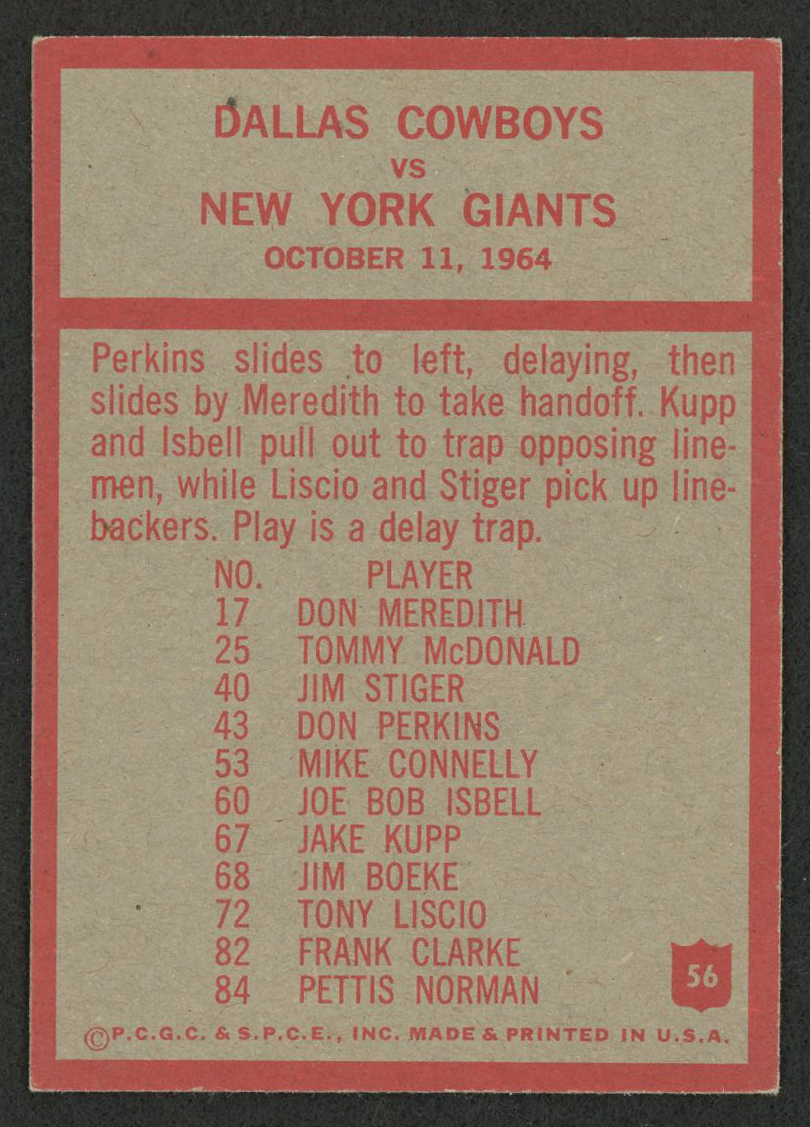 DALLAS COWBOYS
VS
NEW YORK GIANTS
OCTOBER 11, 1964
Perkins slides to left, delaying, then
slides by Meredith to take handoff. Kupp
and Isbell pull out to trap opposing line-
men, while Liscio and Stiger pick up line-
backers. Play is a delay trap.
NO. PLAYER
17 DON MEREDITH
25 TOMMY McDONALD
40 JIM STIGER
43 DON PERKINS
53 MIKE CONNELLY
60 JOE BOB ISBELL
67 JAKE KUPP
68 JIM BOEKE
72 TONY LISCIO
82 FRANK CLARKE
84 PETTIS NORMAN
56
©P.C.G.C. & S.P.C.E., INC. MADE & PRINTED IN U.S.A.